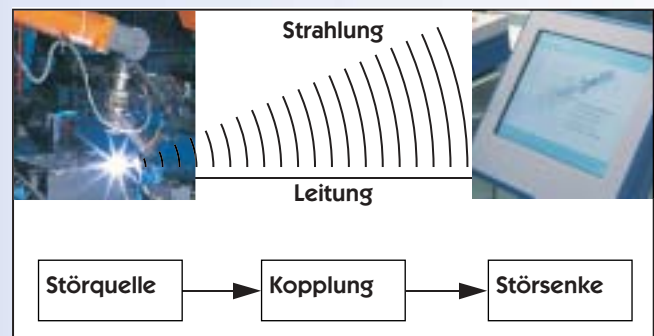 Strahlung
Leitung
Störquelle
Kopplung
Störsenke